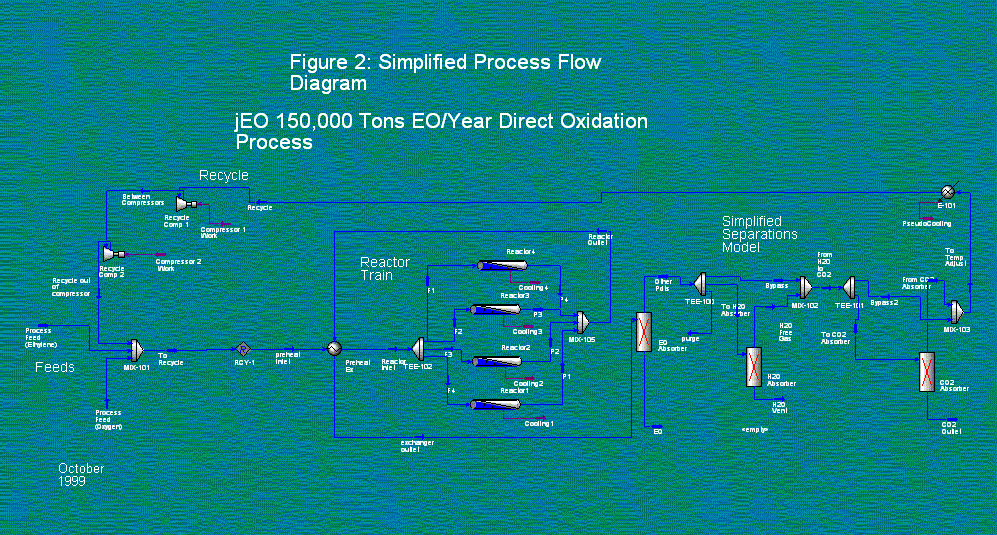 Figure 2: Simplified Process Flow
Diagram
jEO 150,000 Tons EO/Year Direct Oxidation
Process
Recycle
Between
Compressors
Recycle
Comp 1
Compressor 1
Work
Recycle
E-101
PseudoCooling
Simplified
Separations
Model
Reactor
Outlet
Recycle
Comp 2
Compressor 2
Work
Reactor
Train
Reactor4
From
H2O
to
CO2
To
Temp
Adjust
Recycle out
of
compressor
F1
Cooling4
Reactor3
P4
Other
Pdts
TEE-100
Bypass
MIX-102
TEE-101
Bypass2
From CO2
Absorber
P3
To H2O
Absorber
MIX-103
Process
Feed
(Ethylene)
F2
Cooling3
MIX-105
purge
H2O
Free
Gas
To CO2
Absorber
EO
Absorber
Feeds
MIX-101
To
Recycle
RCY-1
preheat
inlet
Preheat
Ex
Reactor
inlet
TEE-102
F3
Reactor2
P2
Cooling2
Reactor1
P1
F4
H2O
Absorber
CO2
Absorber
Process
Feed
(Oxygen)
Cooling1
H2O
Vent
exchanger
outlet
EO
<empty>
CO2
Outlet
October
1999